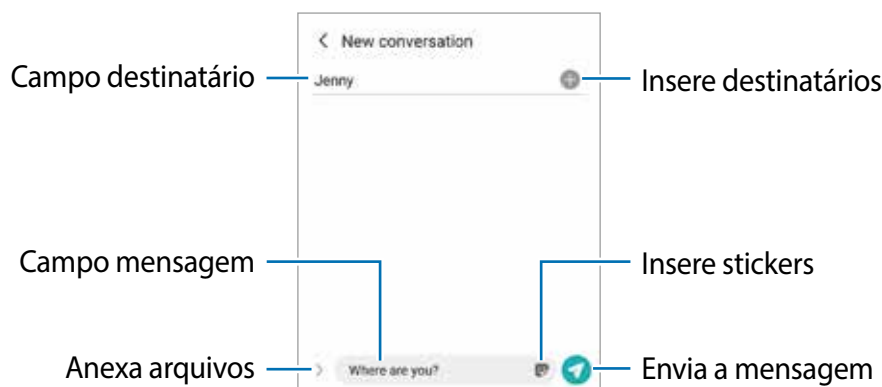 New conversation
Campo destinatário
Jenny
Insere destinatários
Campo mensagem
Insere stickers
Anexa arquivos
Where are you?
Envia a mensagem